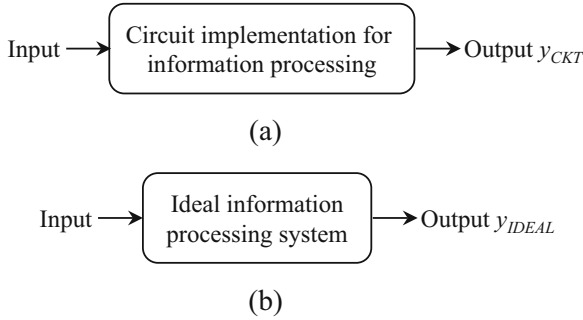 Input
Circuit implementation for
information processing
Output y_CKT
(a)
Input
Ideal information
processing system
Output y_IDEAL
(b)